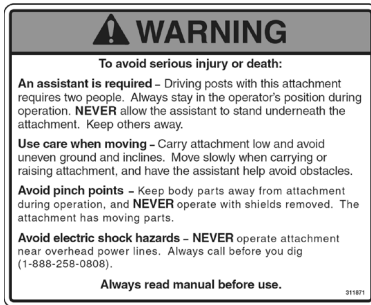 WARNING
To avoid serious injury or death:
An assistant is required – Driving posts with this attachment
requires two people. Always stay in the operator's position during
operation. NEVER allow the assistant to stand underneath the
attachment. Keep others away.
Use care when moving – Carry attachment low and avoid
uneven ground and inclines. Move slowly when carrying or
raising attachment, and have the assistant help avoid obstacles.
Avoid pinch points – Keep body parts away from attachment
during operation, and NEVER operate with shields removed. The
attachment has moving parts.
Avoid electric shock hazards – NEVER operate attachment
near overhead power lines. Always call before you dig
(1-888-258-0808).
Always read manual before use.
311871